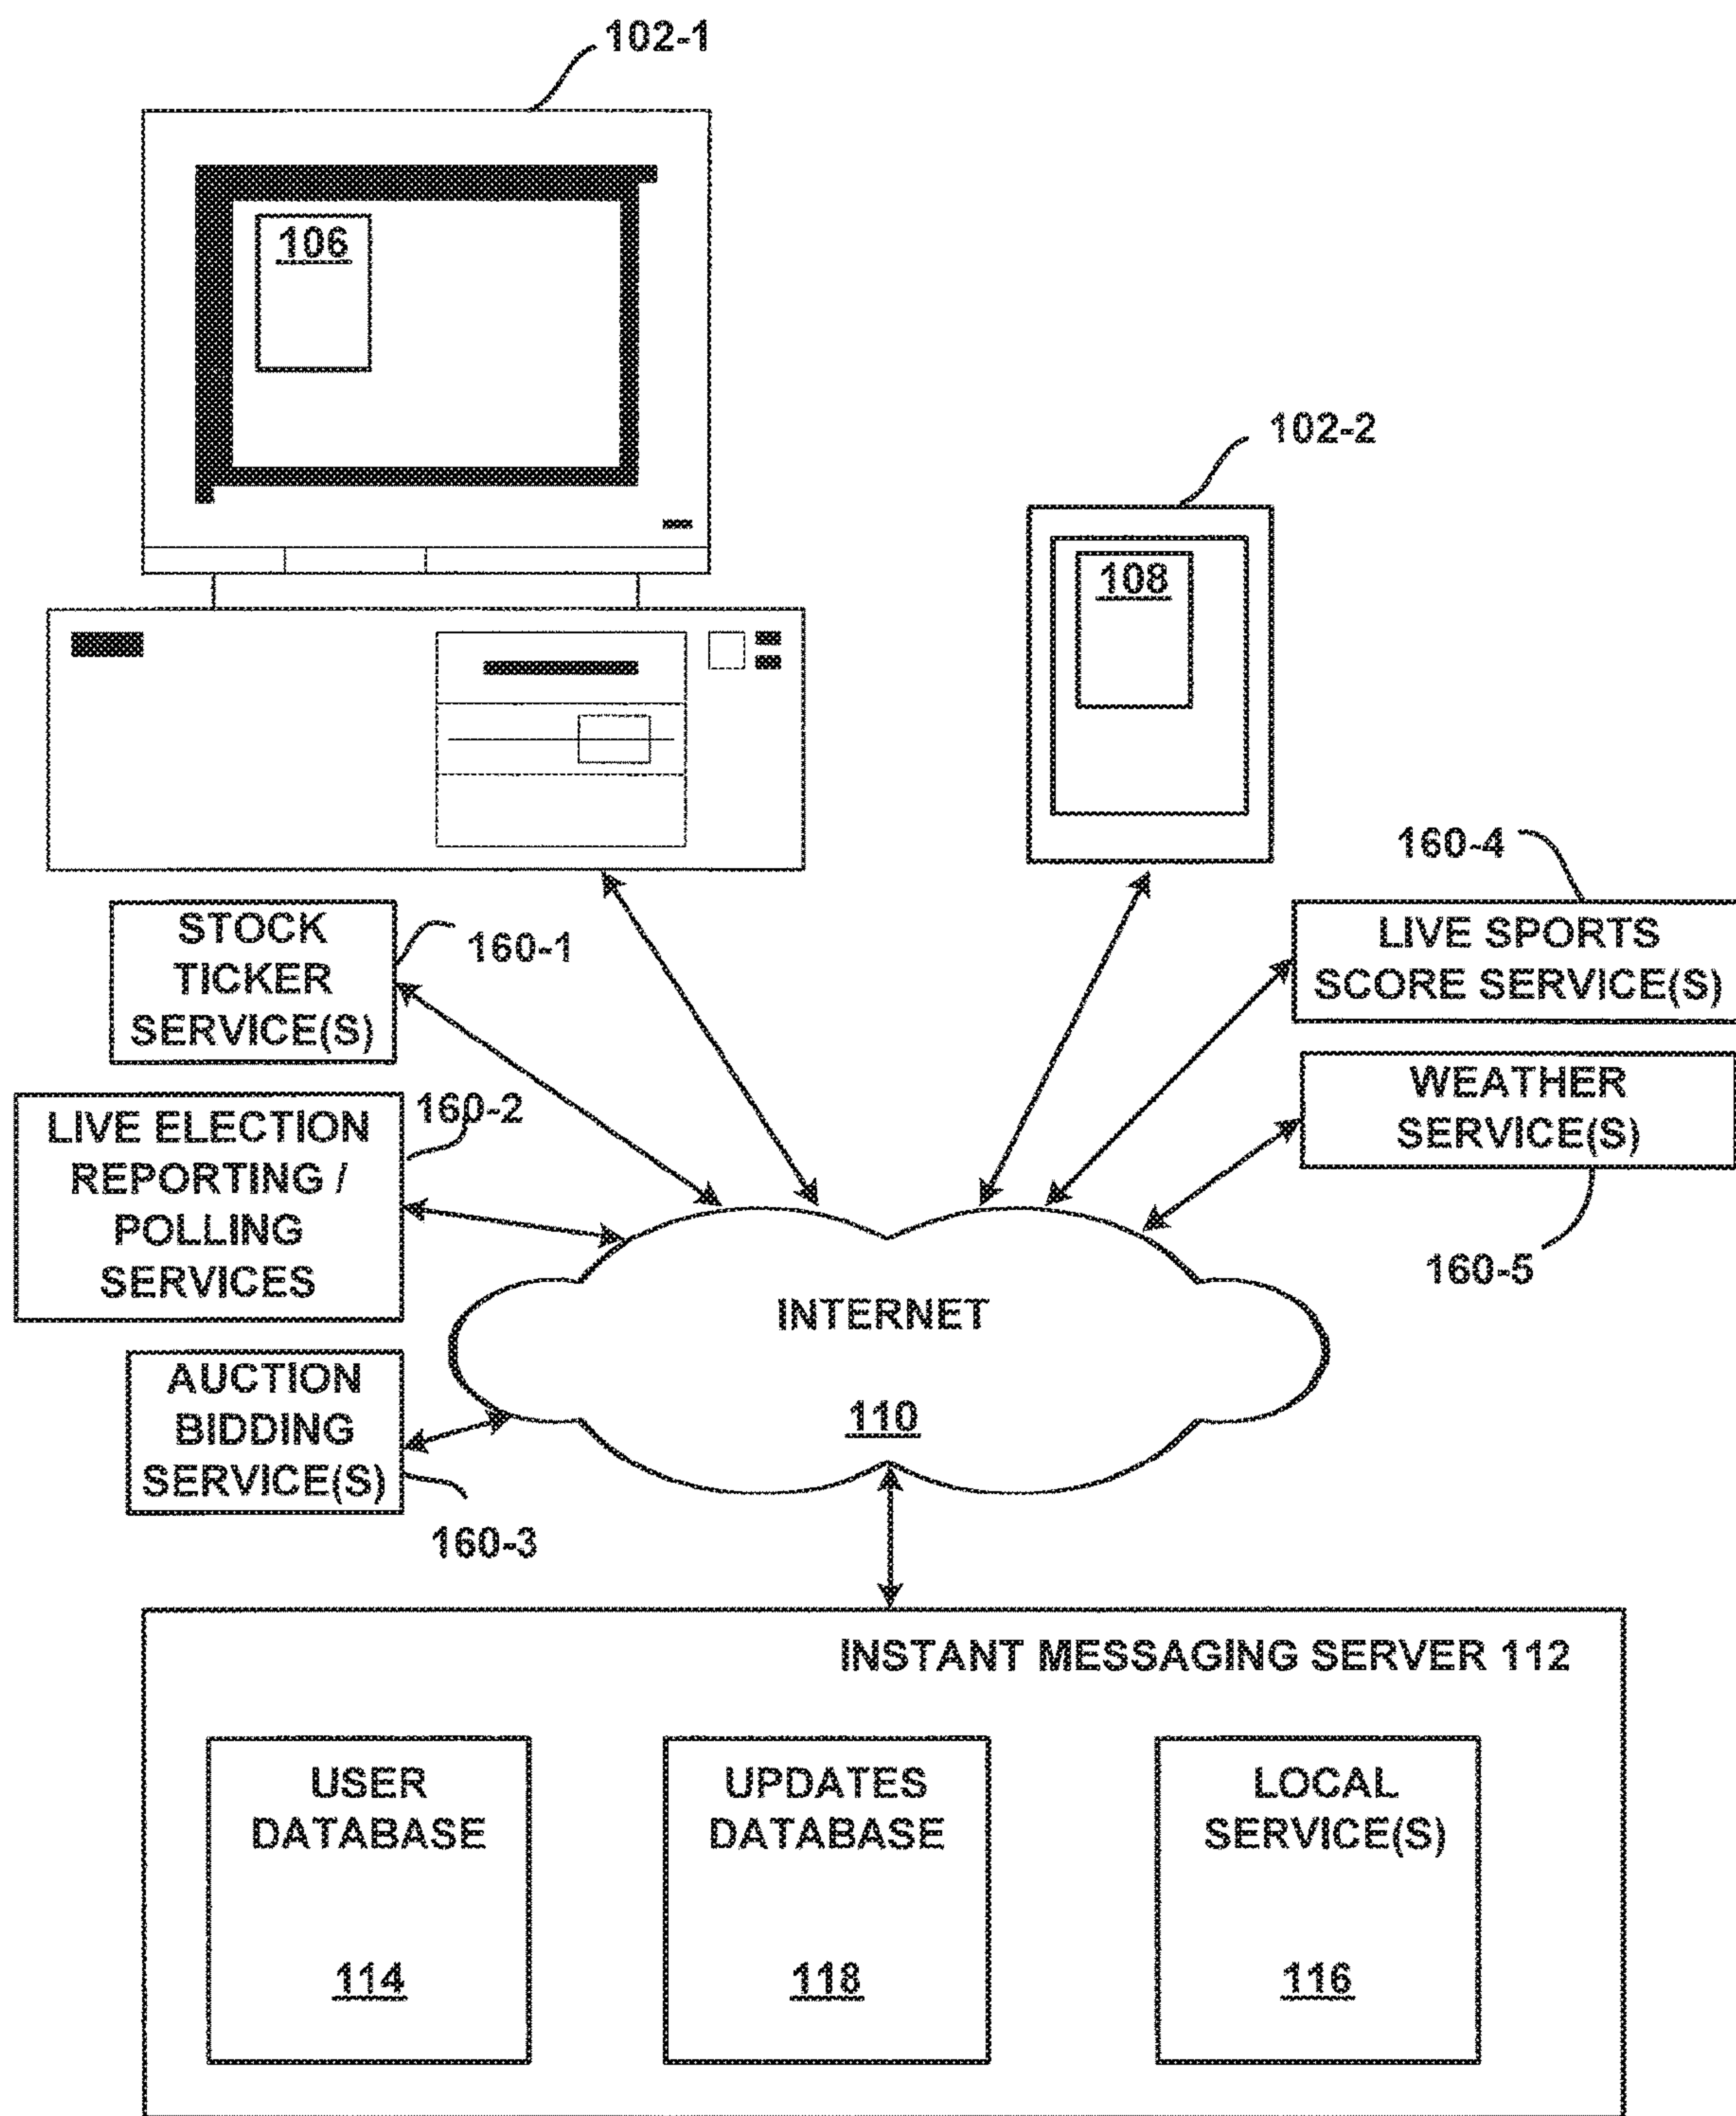 102-1
106
102-2
108
160-4
STOCK
TICKER
SERVICE(S)
160-1
LIVE SPORTS
SCORE SERVICE(S)
WEATHER
SERVICE(S)
160-5
LIVE ELECTION
REPORTING /
POLLING
SERVICES
160-2
AUCTION
BIDDING
SERVICE(S)
160-3
INTERNET
110
INSTANT MESSAGING SERVER 112
USER
DATABASE
114
UPDATES
DATABASE
118
LOCAL
SERVICE(S)
116